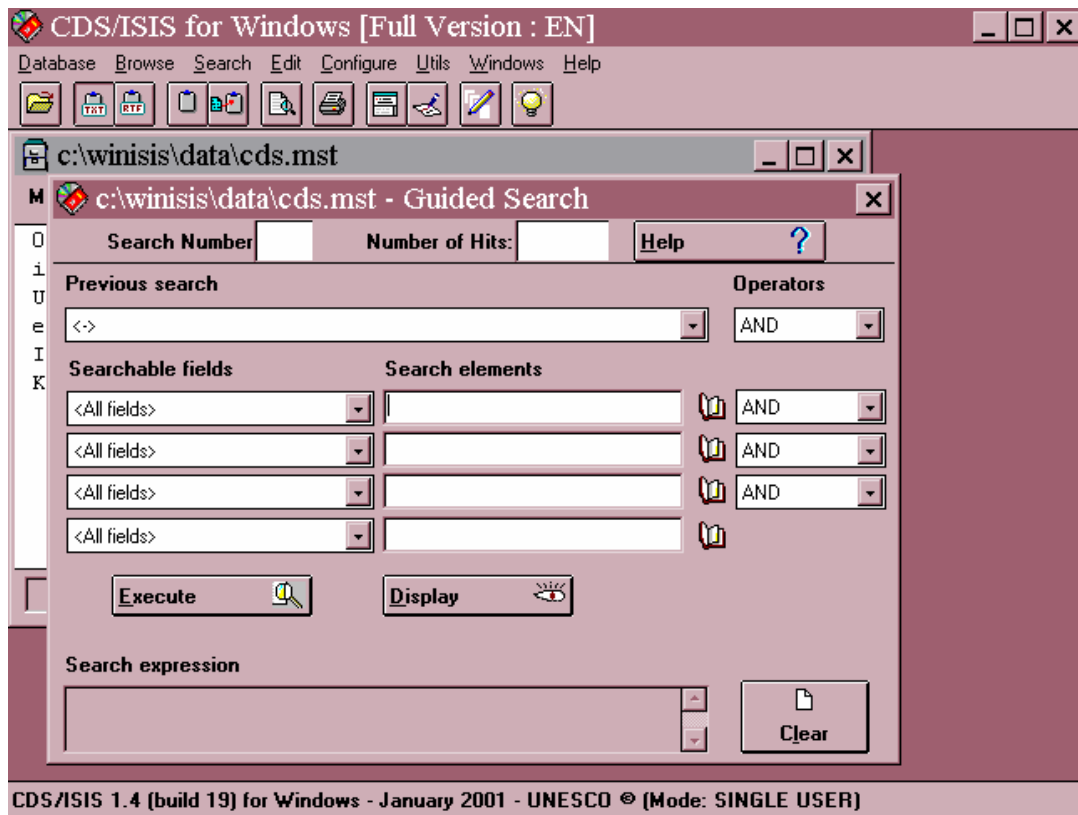 CDS/ISIS for Windows [Full Version : EN]
Database Browse Search Edit Configure Utils Windows Help
TXT RTF
c:\winisis\data\cds.mst
M
c:\winisis\data\cds.mst - Guided Search
Search Number Number of Hits: Help ?
Previous search Operators
<-> AND
Searchable fields Search elements
<All fields> AND
<All fields> AND
<All fields> AND
<All fields>
Execute Display
Search expression
Clear
O
i
U
e
I
K
CDS/ISIS 1.4 (build 19) for Windows - January 2001 - UNESCO © (Mode: SINGLE USER)